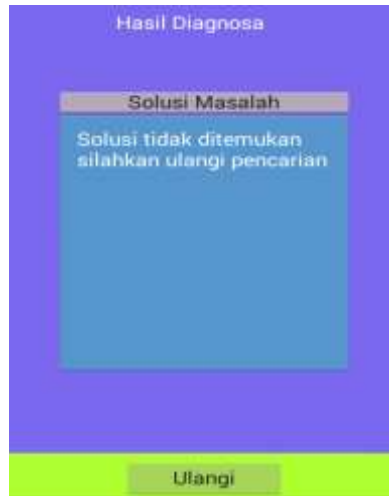 Hasil Diagnosa
Solusi Masalah
Solusi tidak ditemukan
silahkan ulangi pencarian
Ulangi